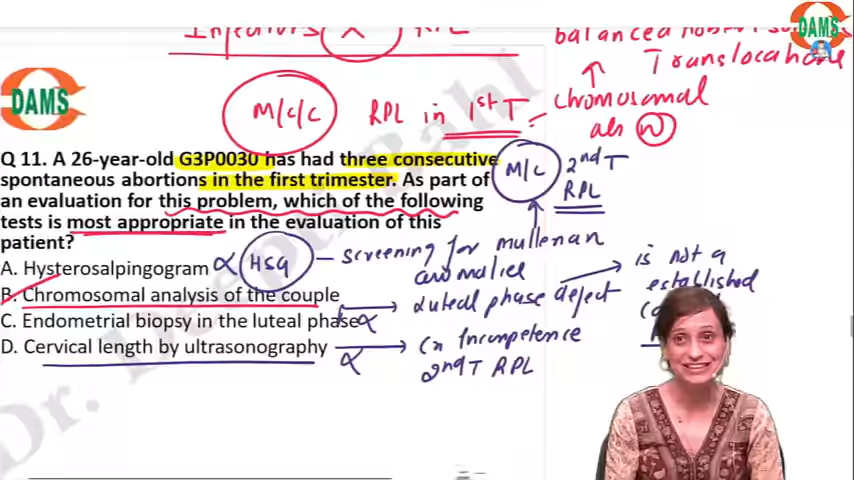 RPL
balanced
Translocations
DAMS
DAMS
M/C/C RPL in 1st T
chromosomal
abn
Q 11. A 26-year-old G3P0030 has had three consecutive
spontaneous abortions in the first trimester. As part of
an evaluation for this problem, which of the following
tests is most appropriate in the evaluation of this
patient?
M/C 2nd T
RPL
A. Hysterosalpingogram
HSG – screening for mullerian
anomalies
B. Chromosomal analysis of the couple
Luteal phase defect
is not a
established
C. Endometrial biopsy in the luteal phase
D. Cervical length by ultrasonography
Cx Incompetence
2nd T RPL